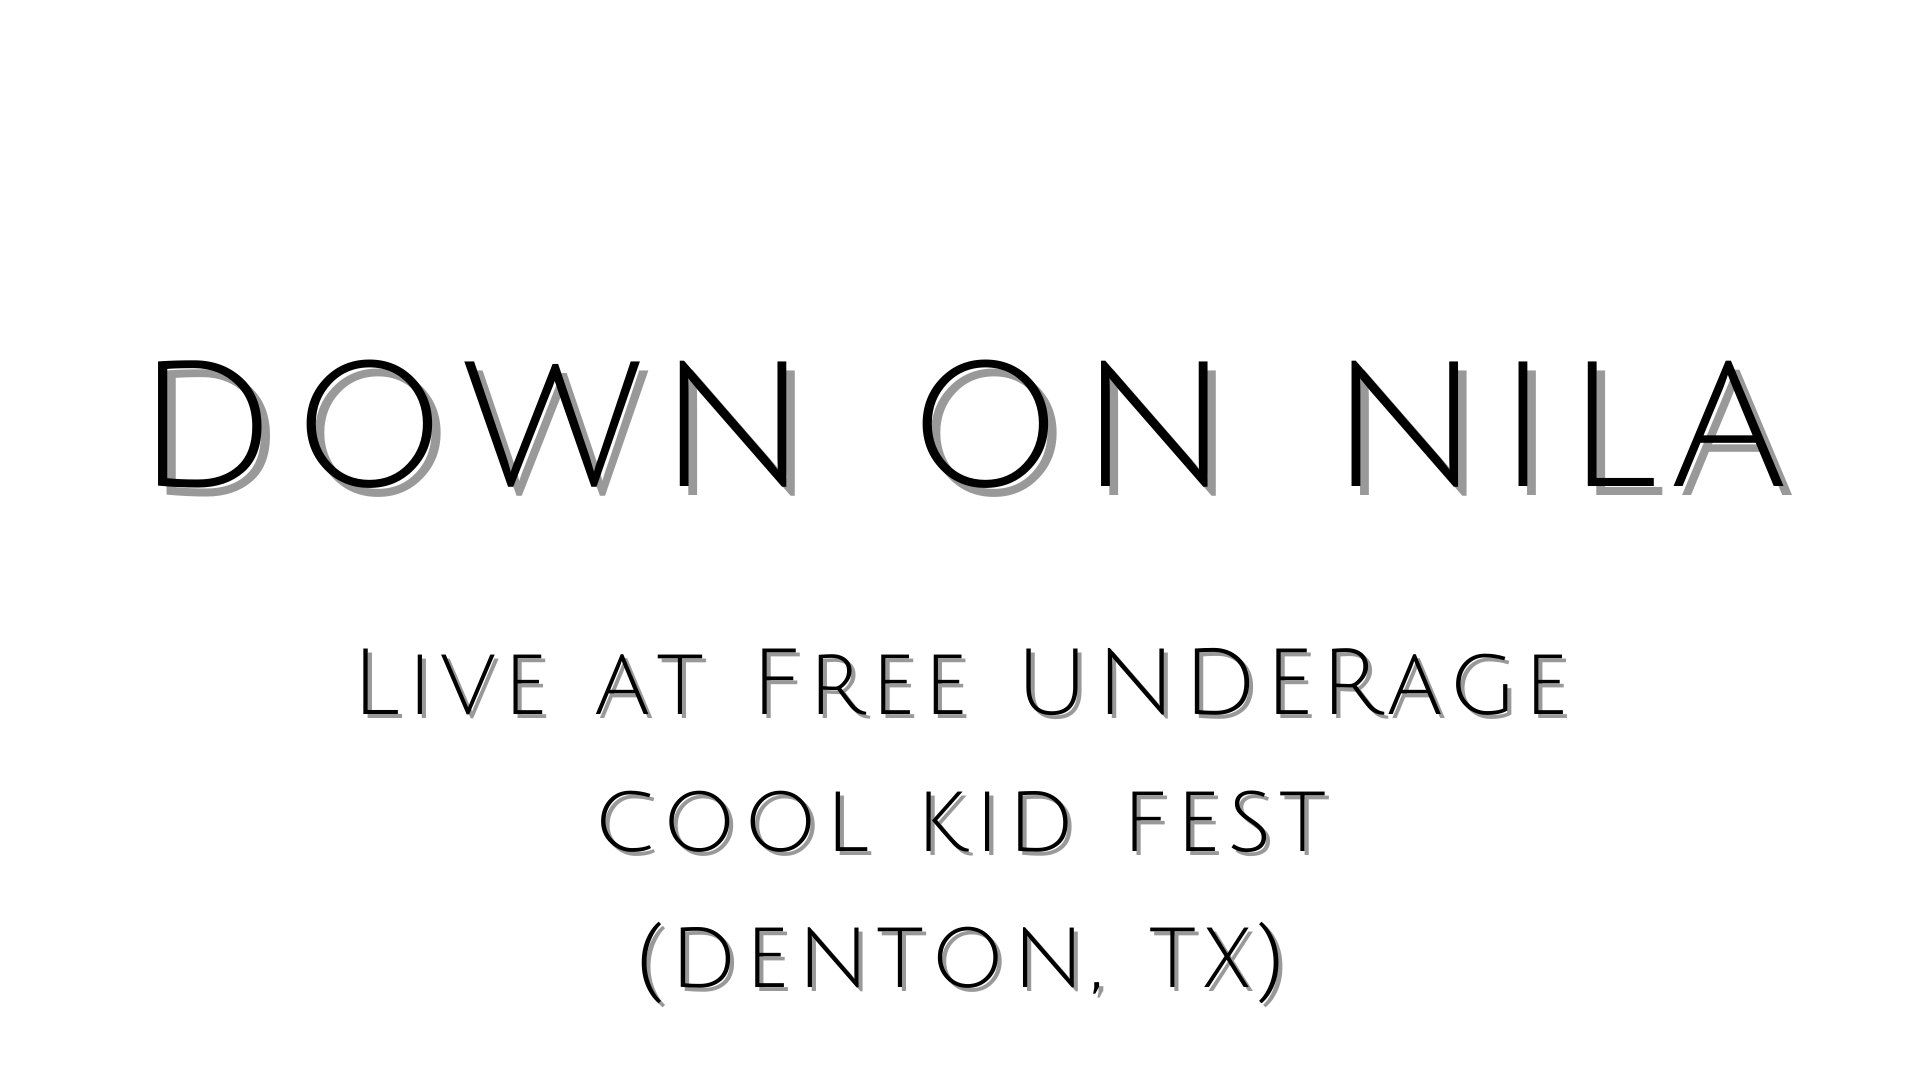 DOWN ON NILA
Live at Free UNDERage
cool kid fest
(denton, tx)